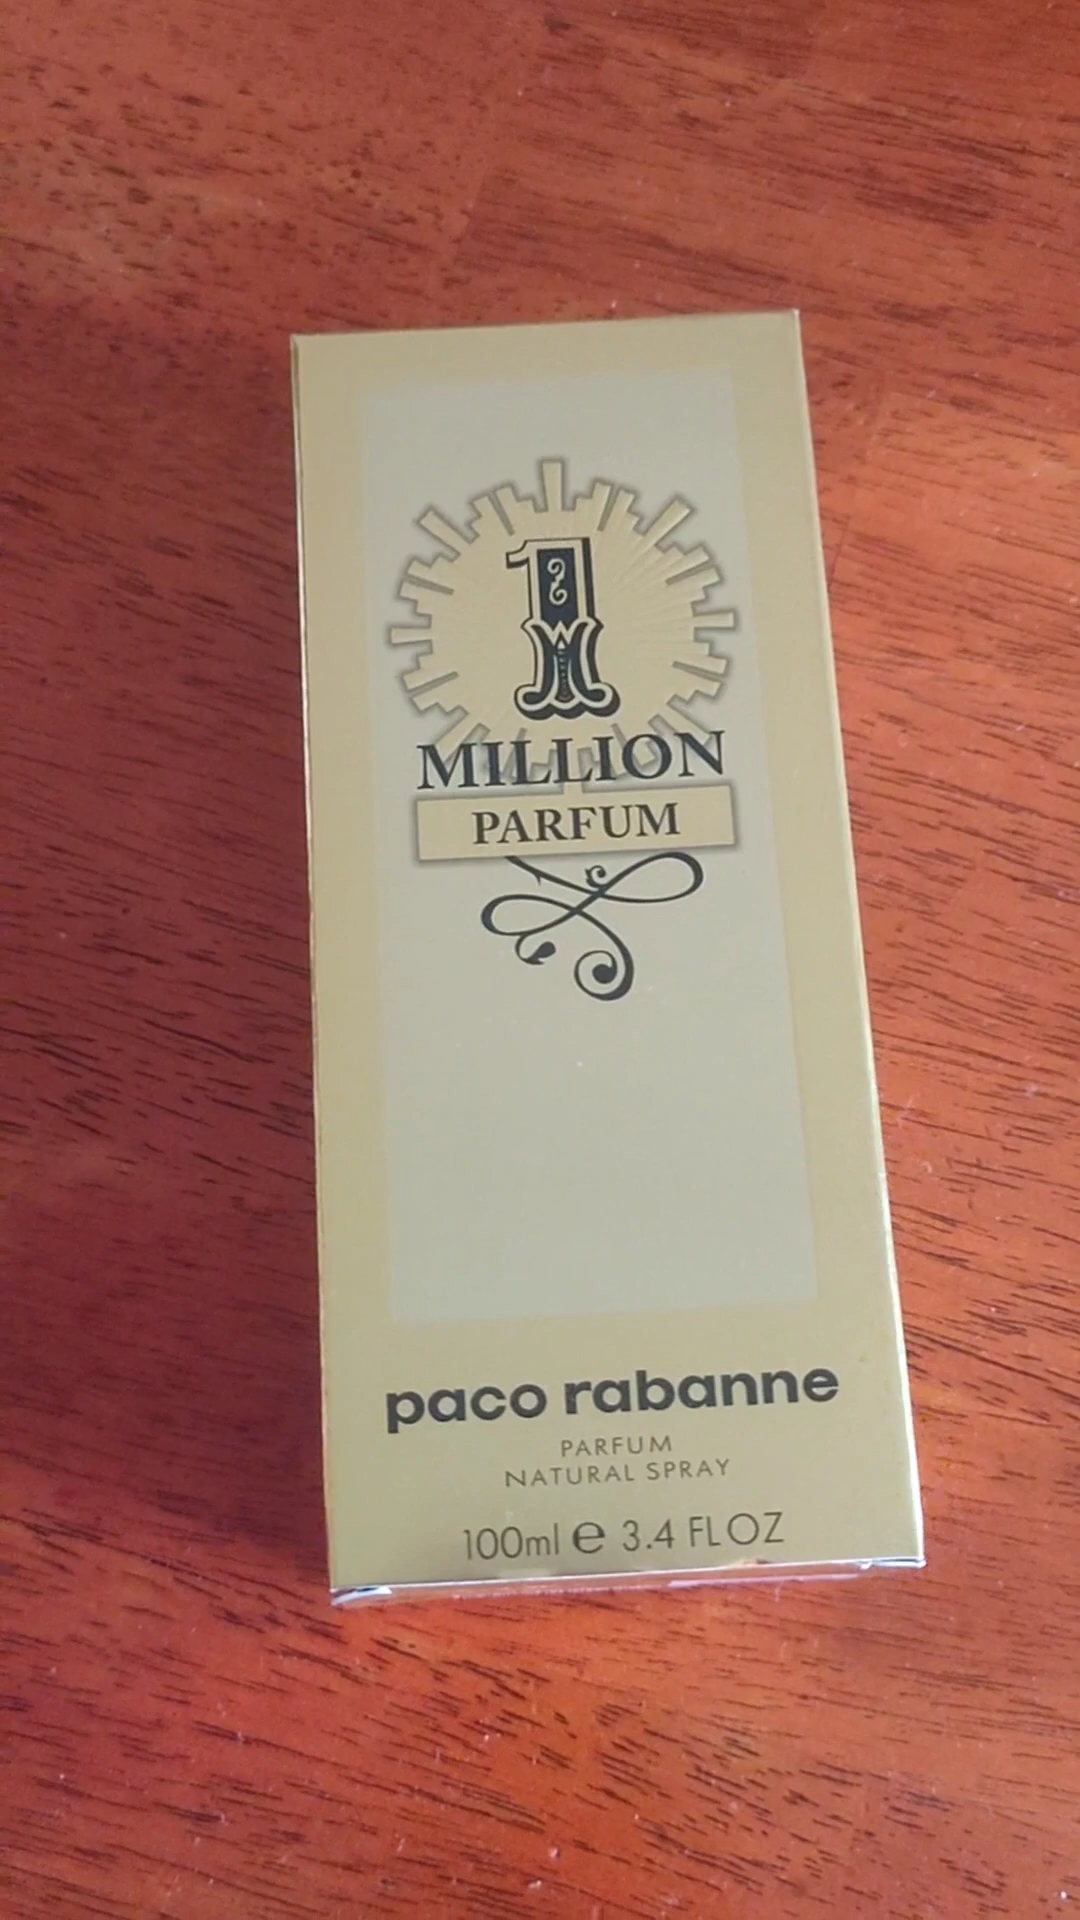 1
MILLION
PARFUM
paco rabanne
PARFUM
NATURAL SPRAY
100ml e 3.4 FL OZ